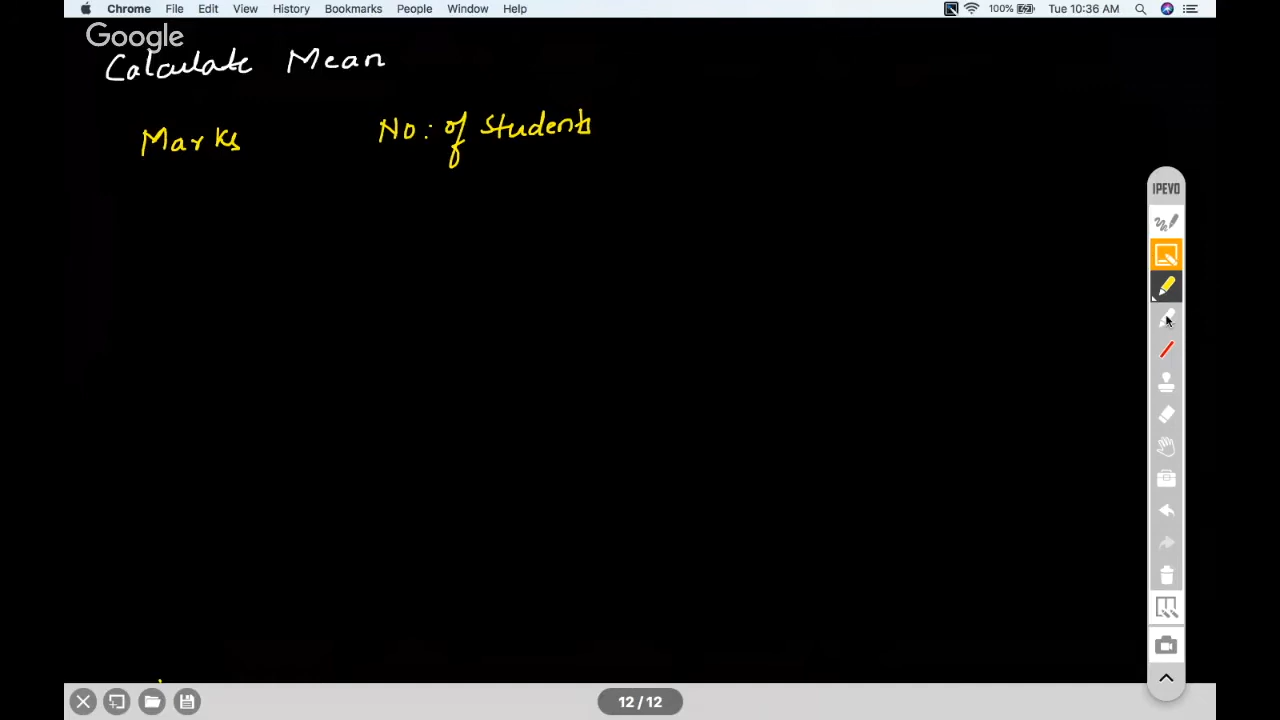 Chrome File Edit View History Bookmarks People Window Help 100% Tue 10:36 AM
Google
Calculate Mean
Marks No: of Students
f
IPEVO
12 / 12